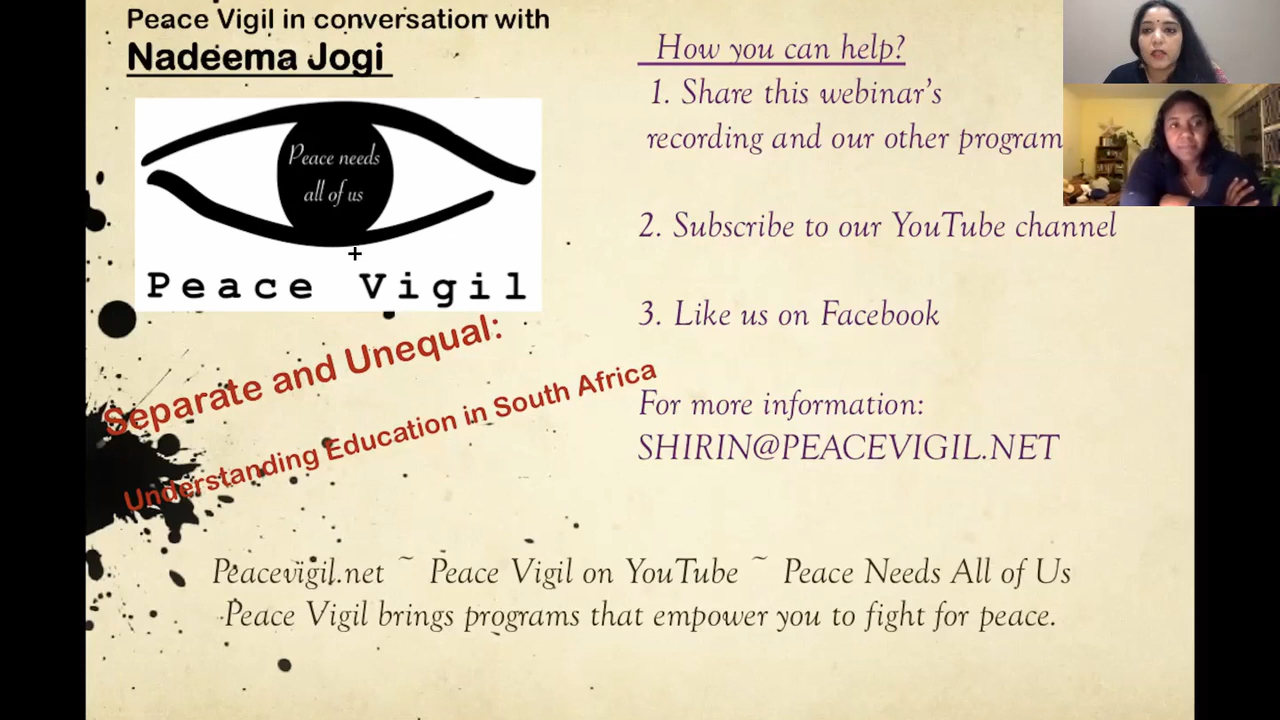 Peace Vigil in conversation with
Nadeema Jogi
Peace needs
all of us
Peace Vigil
Separate and Unequal:
Understanding Education in South Africa
How you can help?
1. Share this webinar's
recording and our other program
2. Subscribe to our YouTube channel
3. Like us on Facebook
For more information:
SHIRIN@PEACEVIGIL.NET
Peacevigil.net ~ Peace Vigil on YouTube ~ Peace Needs All of Us
Peace Vigil brings programs that empower you to fight for peace.